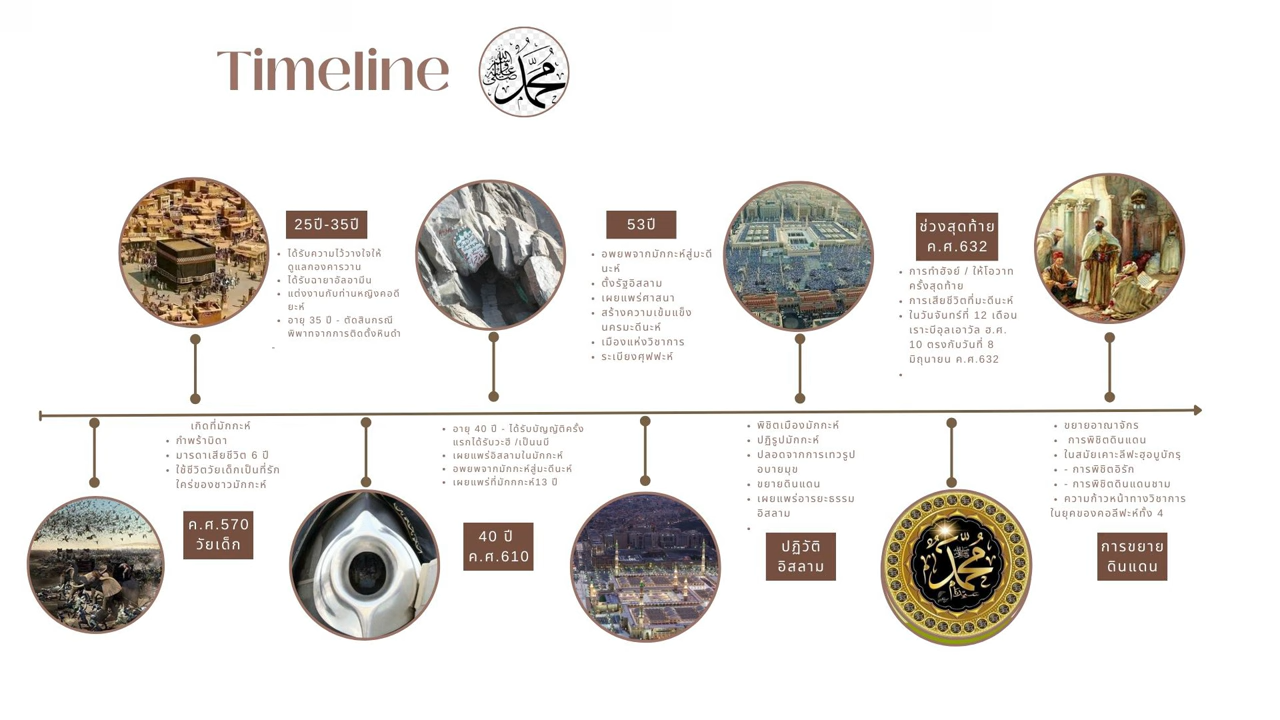 Timeline
محمد
صلى الله عليه وسلم
25ปี-35ปี
ได้รับความไว้วางใจให้
ดูแลกองคาราวาน
ได้รับฉายาอัลอามีน
แต่งงานกับท่านหญิงคอดี
ยะห์
อายุ 35 ปี - ตัดสินกรณี
พิพาทจากการติดตั้งหินดำ
53ปี
อพยพจากมักกะห์สู่มะดี
นะห์
ตั้งรัฐอิสลาม
เผยแพร่ศาสนา
สร้างความเข้มแข็ง
นครมะดีนะห์
เมืองแห่งวิชาการ
ระเบียงศุฟฟะห์
ช่วงสุดท้าย
ค.ศ.632
การทำฮัจย์ / ให้โอวาท
ครั้งสุดท้าย
การเสียชีวิตที่มะดีนะห์
ในวันจันทร์ที่ 12 เดือน
เราะบีอุลเอาวัล ฮ.ศ.
10 ตรงกับวันที่ 8
มิถุนายน ค.ศ.632
เกิดที่มักกะห์
กำพร้าบิดา
มารดาเสียชีวิต 6 ปี
ใช้ชีวิตวัยเด็กเป็นที่รัก
ใคร่ของชาวมักกะห์
ค.ศ.570
วัยเด็ก
อายุ 40 ปี - ได้รับบัญญัติครั้ง
แรกได้รับวะฮี /เป็นนบี
เผยแพร่อิสลามในมักกะห์
อพยพจากมักกะห์สู่มะดีนะห์
เผยแพร่ที่มักกะห์13 ปี
40 ปี
ค.ศ.610
พิชิตเมืองมักกะห์
ปฏิรูปมักกะห์
ปลอดจากการเทวรูป
อบายมุข
ขยายดินแดน
เผยแพร่อารยะธรรม
อิสลาม
ปฏิวัติ
อิสลาม
محمد
ขยายอาณาจักร
การพิชิตดินแดน
ในสมัยเคาะลีฟะฮุอบูบักรฺ
- การพิชิตอิรัก
- การพิชิตดินแดนชาม
ความก้าวหน้าทางวิชาการ
ในยุคของคอลีฟะห์ทั้ง 4
การขยาย
ดินแดน